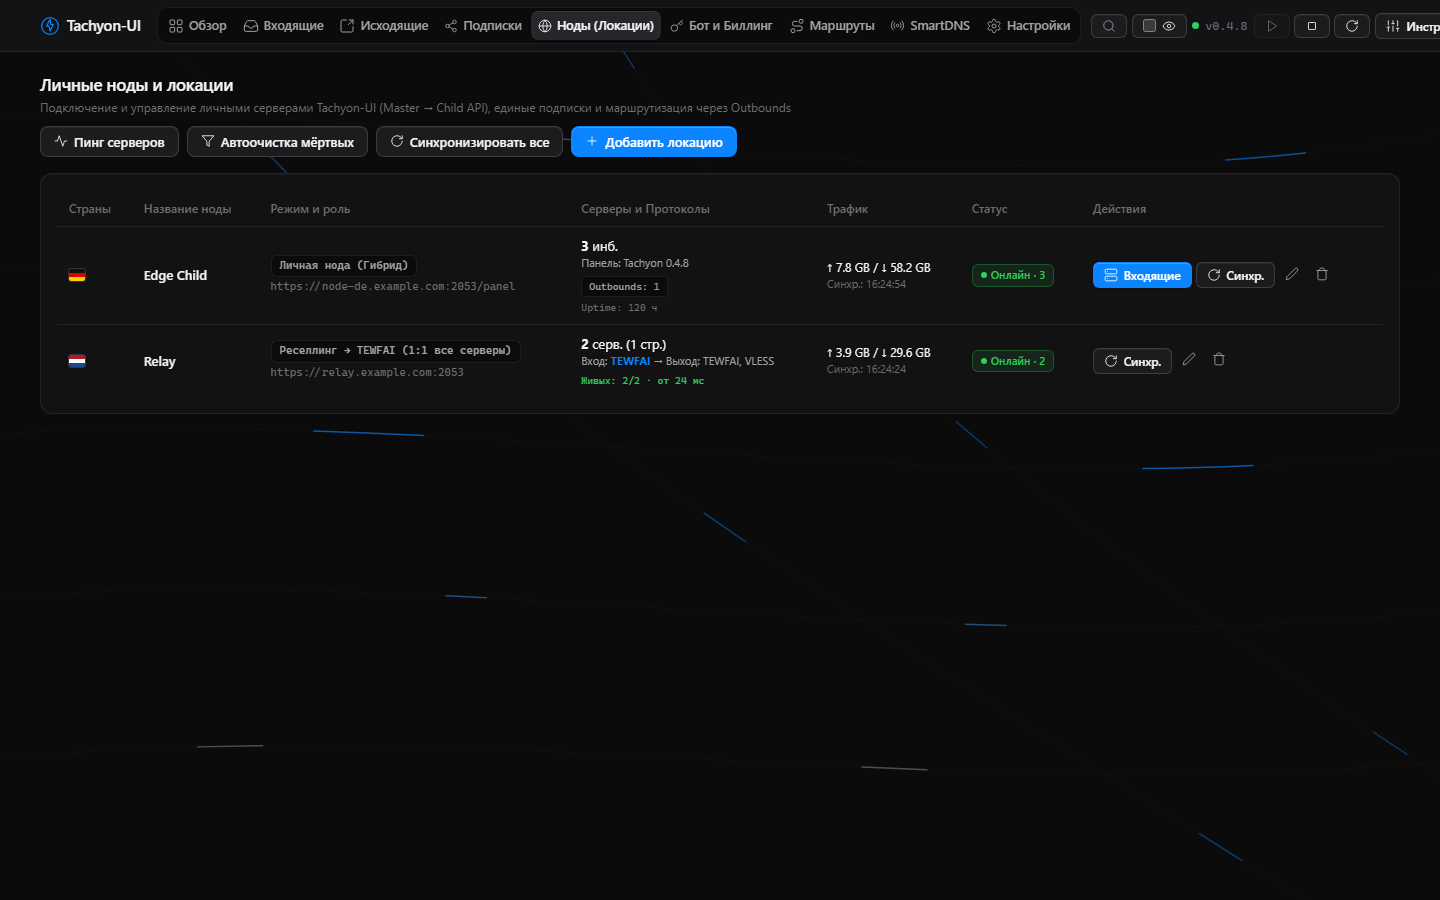 Tachyon-UI
Обзор
Входящие
Исходящие
Подписки
Ноды (Локации)
Бот и Биллинг
Маршруты
SmartDNS
Настройки
v0.4.8
Инстр
Личные ноды и локации
Подключение и управление личными серверами Tachyon-UI (Master → Child API), единые подписки и маршрутизация через Outbounds
Пинг серверов
Автоочистка мёртвых
Синхронизировать все
Добавить локацию
Страны
Название ноды
Режим и роль
Серверы и Протоколы
Трафик
Статус
Действия
Edge Child
Личная нода (Гибрид)
https://node-de.example.com:2053/panel
3 инб.
Панель: Tachyon 0.4.8
Outbounds: 1
Uptime: 120 ч
↑ 7.8 GB / ↓ 58.2 GB
Синхр.: 16:24:54
Онлайн · 3
Входящие
Синхр.
Relay
Реселлинг → TEWFAI (1:1 все серверы)
https://relay.example.com:2053
2 серв. (1 стр.)
Вход: TEWFAI → Выход: TEWFAI, VLESS
Живых: 2/2 · от 24 мс
↑ 3.9 GB / ↓ 29.6 GB
Синхр.: 16:24:24
Онлайн · 2
Синхр.